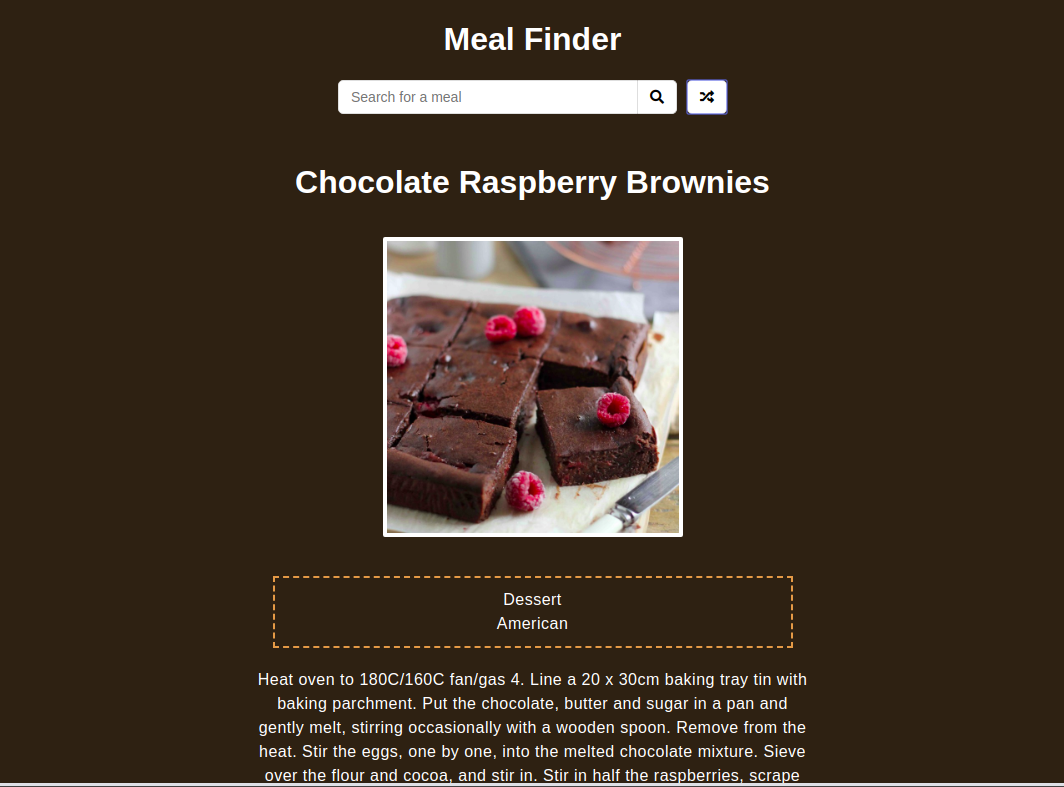 Meal Finder
Search for a meal
Chocolate Raspberry Brownies
Dessert
American
Heat oven to 180C/160C fan/gas 4. Line a 20 x 30cm baking tray tin with
baking parchment. Put the chocolate, butter and sugar in a pan and
gently melt, stirring occasionally with a wooden spoon. Remove from the
heat. Stir the eggs, one by one, into the melted chocolate mixture. Sieve
over the flour and cocoa, and stir in. Stir in half the raspberries, scrape